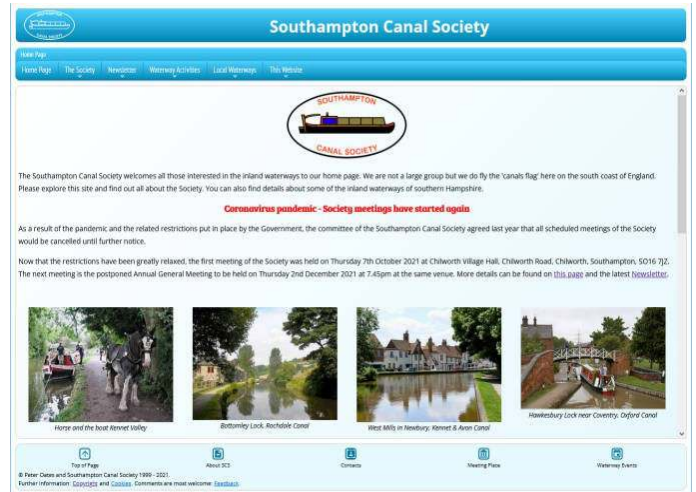 Southampton Canal Society
Home Page
Home Page The Society Newsletter Waterway Activities Local Waterways This Website
SOUTHAMPTON
CANAL SOCIETY
The Southampton Canal Society welcomes all those interested in the inland waterways to our home page. We are not a large group but we do fly the 'canals flag' here on the south coast of England.
Please explore this site and find out all about the Society. You can also find details about some of the inland waterways of southern Hampshire.
Coronavirus pandemic - Society meetings have started again
As a result of the pandemic and the related restrictions put in place by the Government, the committee of the Southampton Canal Society agreed last year that all scheduled meetings of the Society
would be cancelled until further notice.
Now that the restrictions have been greatly relaxed, the first meeting of the Society was held on Thursday 7th October 2021 at Chilworth Village Hall, Chilworth Road, Chilworth, Southampton, SO16 7JZ.
The next meeting is the postponed Annual General Meeting to be held on Thursday 2nd December 2021 at 7.45pm at the same venue. More details can be found on this page and the latest Newsletter.
Horse and the boat Kennet Valley
Bottomley Lock, Rochdale Canal
West Mills in Newbury, Kennet & Avon Canal
Hawkesbury Lock near Coventry, Oxford Canal
Top of Page About SCS Contacts Meeting Place Waterway Events
© Peter Oates and Southampton Canal Society 1999 - 2021.
Further information: Copyrights and Cookies. Comments are most welcome: Feedback.